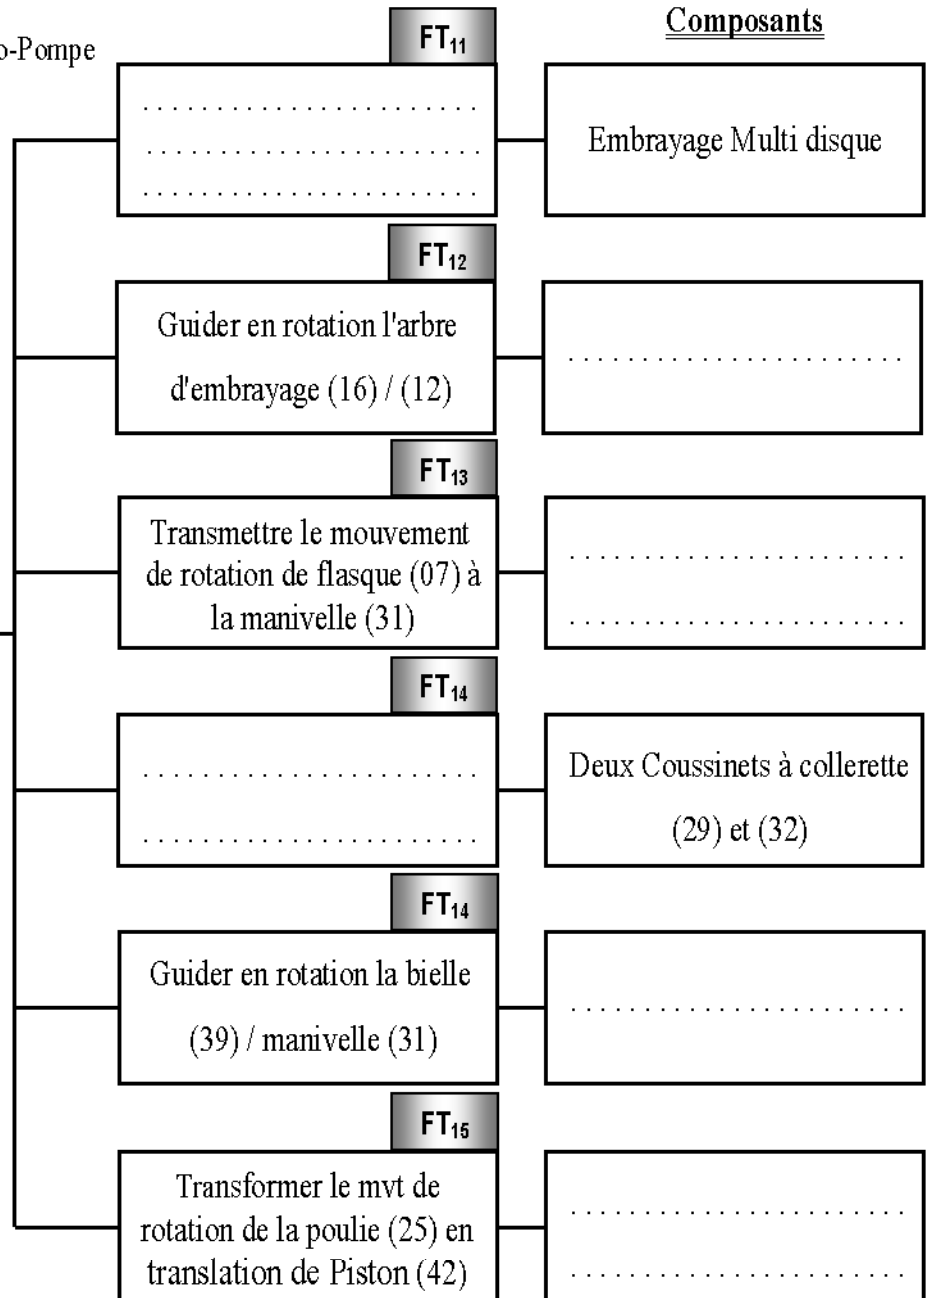 Composants
o-Pompe
FT11
. . . . . . . . . . . . . . . . . . . . . . .
. . . . . . . . . . . . . . . . . . . . . . .
. . . . . . . . . . . . . . . . . . . . . . .
Embrayage Multi disque
FT12
Guider en rotation l'arbre
d'embrayage (16) / (12)
. . . . . . . . . . . . . . . . . . . . . . .
FT13
Transmettre le mouvement
de rotation de flasque (07) à
la manivelle (31)
. . . . . . . . . . . . . . . . . . . . . . .
. . . . . . . . . . . . . . . . . . . . . . .
FT14
. . . . . . . . . . . . . . . . . . . . . . .
. . . . . . . . . . . . . . . . . . . . . . .
Deux Coussinets à collerette
(29) et (32)
FT14
Guider en rotation la bielle
(39) / manivelle (31)
. . . . . . . . . . . . . . . . . . . . . . .
FT15
Transformer le mvt de
rotation de la poulie (25) en
translation de Piston (42)
. . . . . . . . . . . . . . . . . . . . . . .
. . . . . . . . . . . . . . . . . . . . . . .